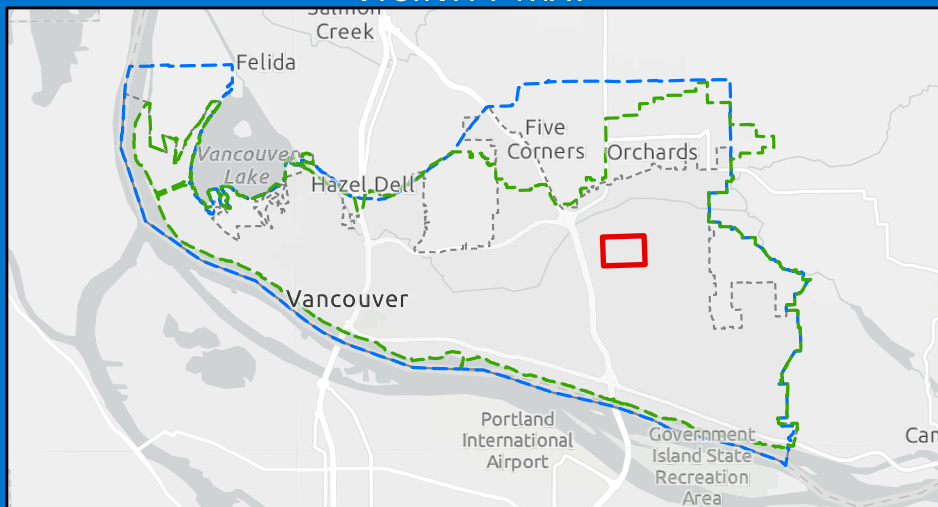 Salmon
Creek
Felida
Five
Corners
Orchards
Vancouver
Lake
Hazel Dell
Vancouver
Portland
International
Airport
Government
Island State
Recreation
Area